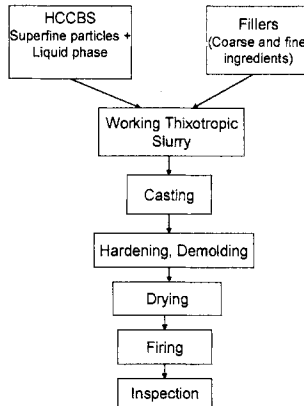 HCCBS
Superfine particles +
Liquid phase
Fillers
(Coarse and fine
ingredients)
Working Thixotropic
Slurry
Casting
Hardening, Demolding
Drying
Firing
Inspection